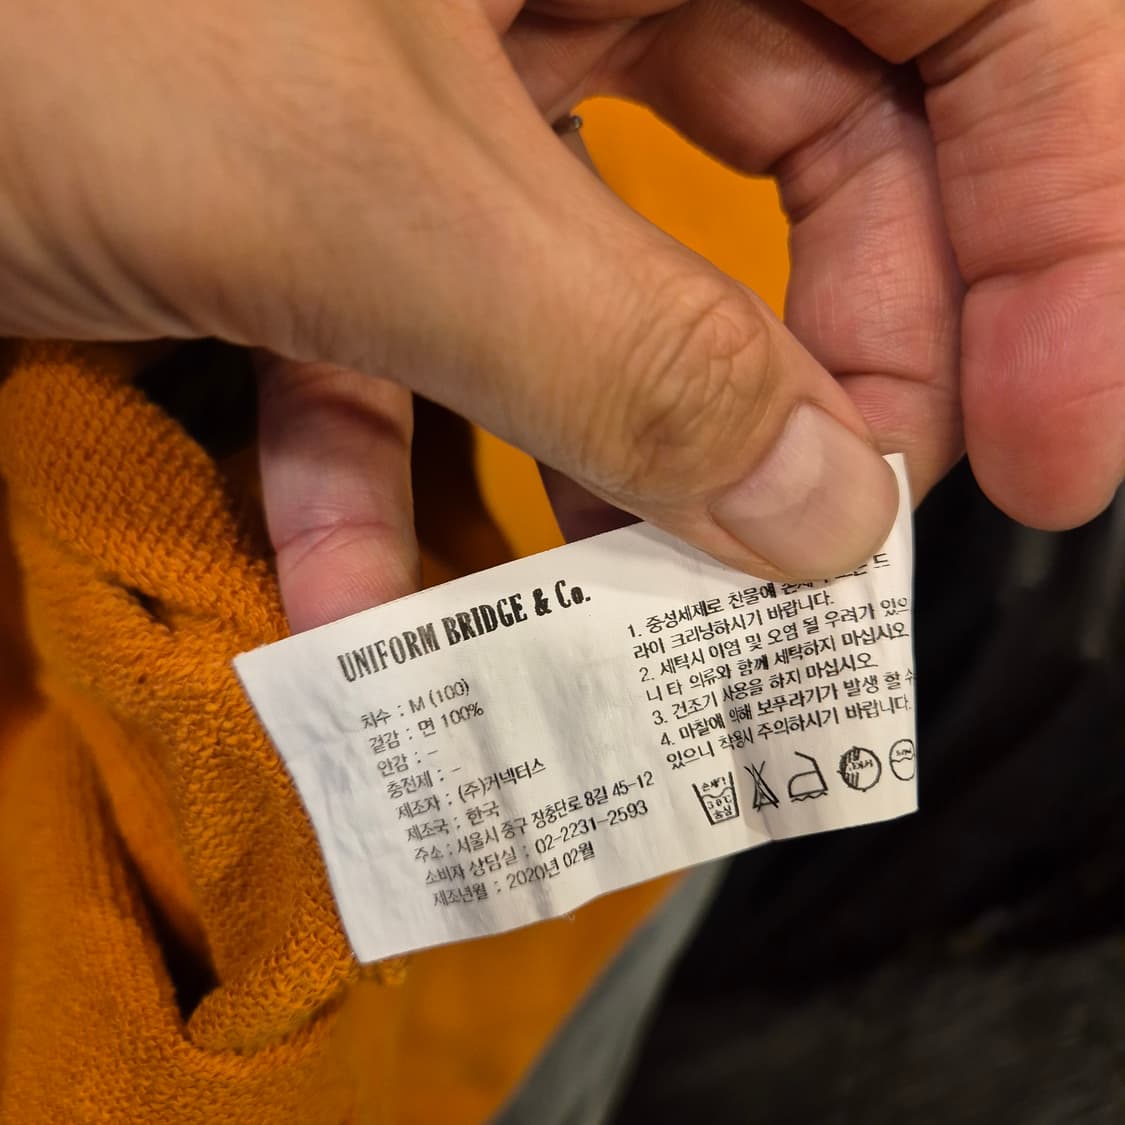 UNIFORM BRIDGE & Co.
치수 : M (100)
겉감 : 면 100%
안감 : -
충전제 : -
제조자 : (주)커넥터스
제조국 : 한국
주소 : 서울시 중구 장충단로 8길 45-12
소비자 상담실 : 02-2231-2593
제조년월 : 2020년 02월
1. 중성세제로 찬물에 드
라이 크리닝하시기 바랍니다.
2. 세탁시 이염 및 오염 될 우려가 있으
니 타 의류와 함께 세탁하지 마십시오
3. 건조기 사용을 하지 마십시오
4. 마찰에 의해 보푸라기가 발생 할 수
있으니 착용시 주의하시기 바랍니다.
손세탁
30℃
중성